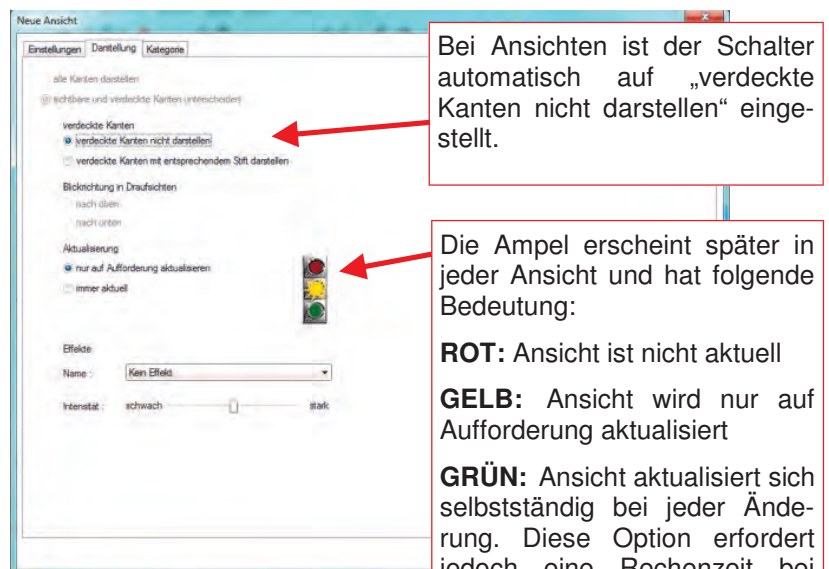 Neue Ansicht
Einstellungen Darstellung Kategorie
alle Kanten darstellen
sichtbare und verdeckte Kanten unterscheiden
verdeckte Kanten
verdeckte Kanten nicht darstellen
verdeckte Kanten mit entsprechendem Stift darstellen
Blickrichtung in Draufsichten
nach oben
nach unten
Aktualisierung
nur auf Aufforderung aktualisieren
immer aktuell
Effekte
Name : Kein Effekt
Intensität : schwach stark
Bei Ansichten ist der Schalter
automatisch auf „verdeckte
Kanten nicht darstellen“ einge-
stellt.
Die Ampel erscheint später in
jeder Ansicht und hat folgende
Bedeutung:
ROT: Ansicht ist nicht aktuell
GELB: Ansicht wird nur auf
Aufforderung aktualisiert
GRÜN: Ansicht aktualisiert sich
selbstständig bei jeder Ände-
rung. Diese Option erfordert
jedoch eine Rechenzeit bei